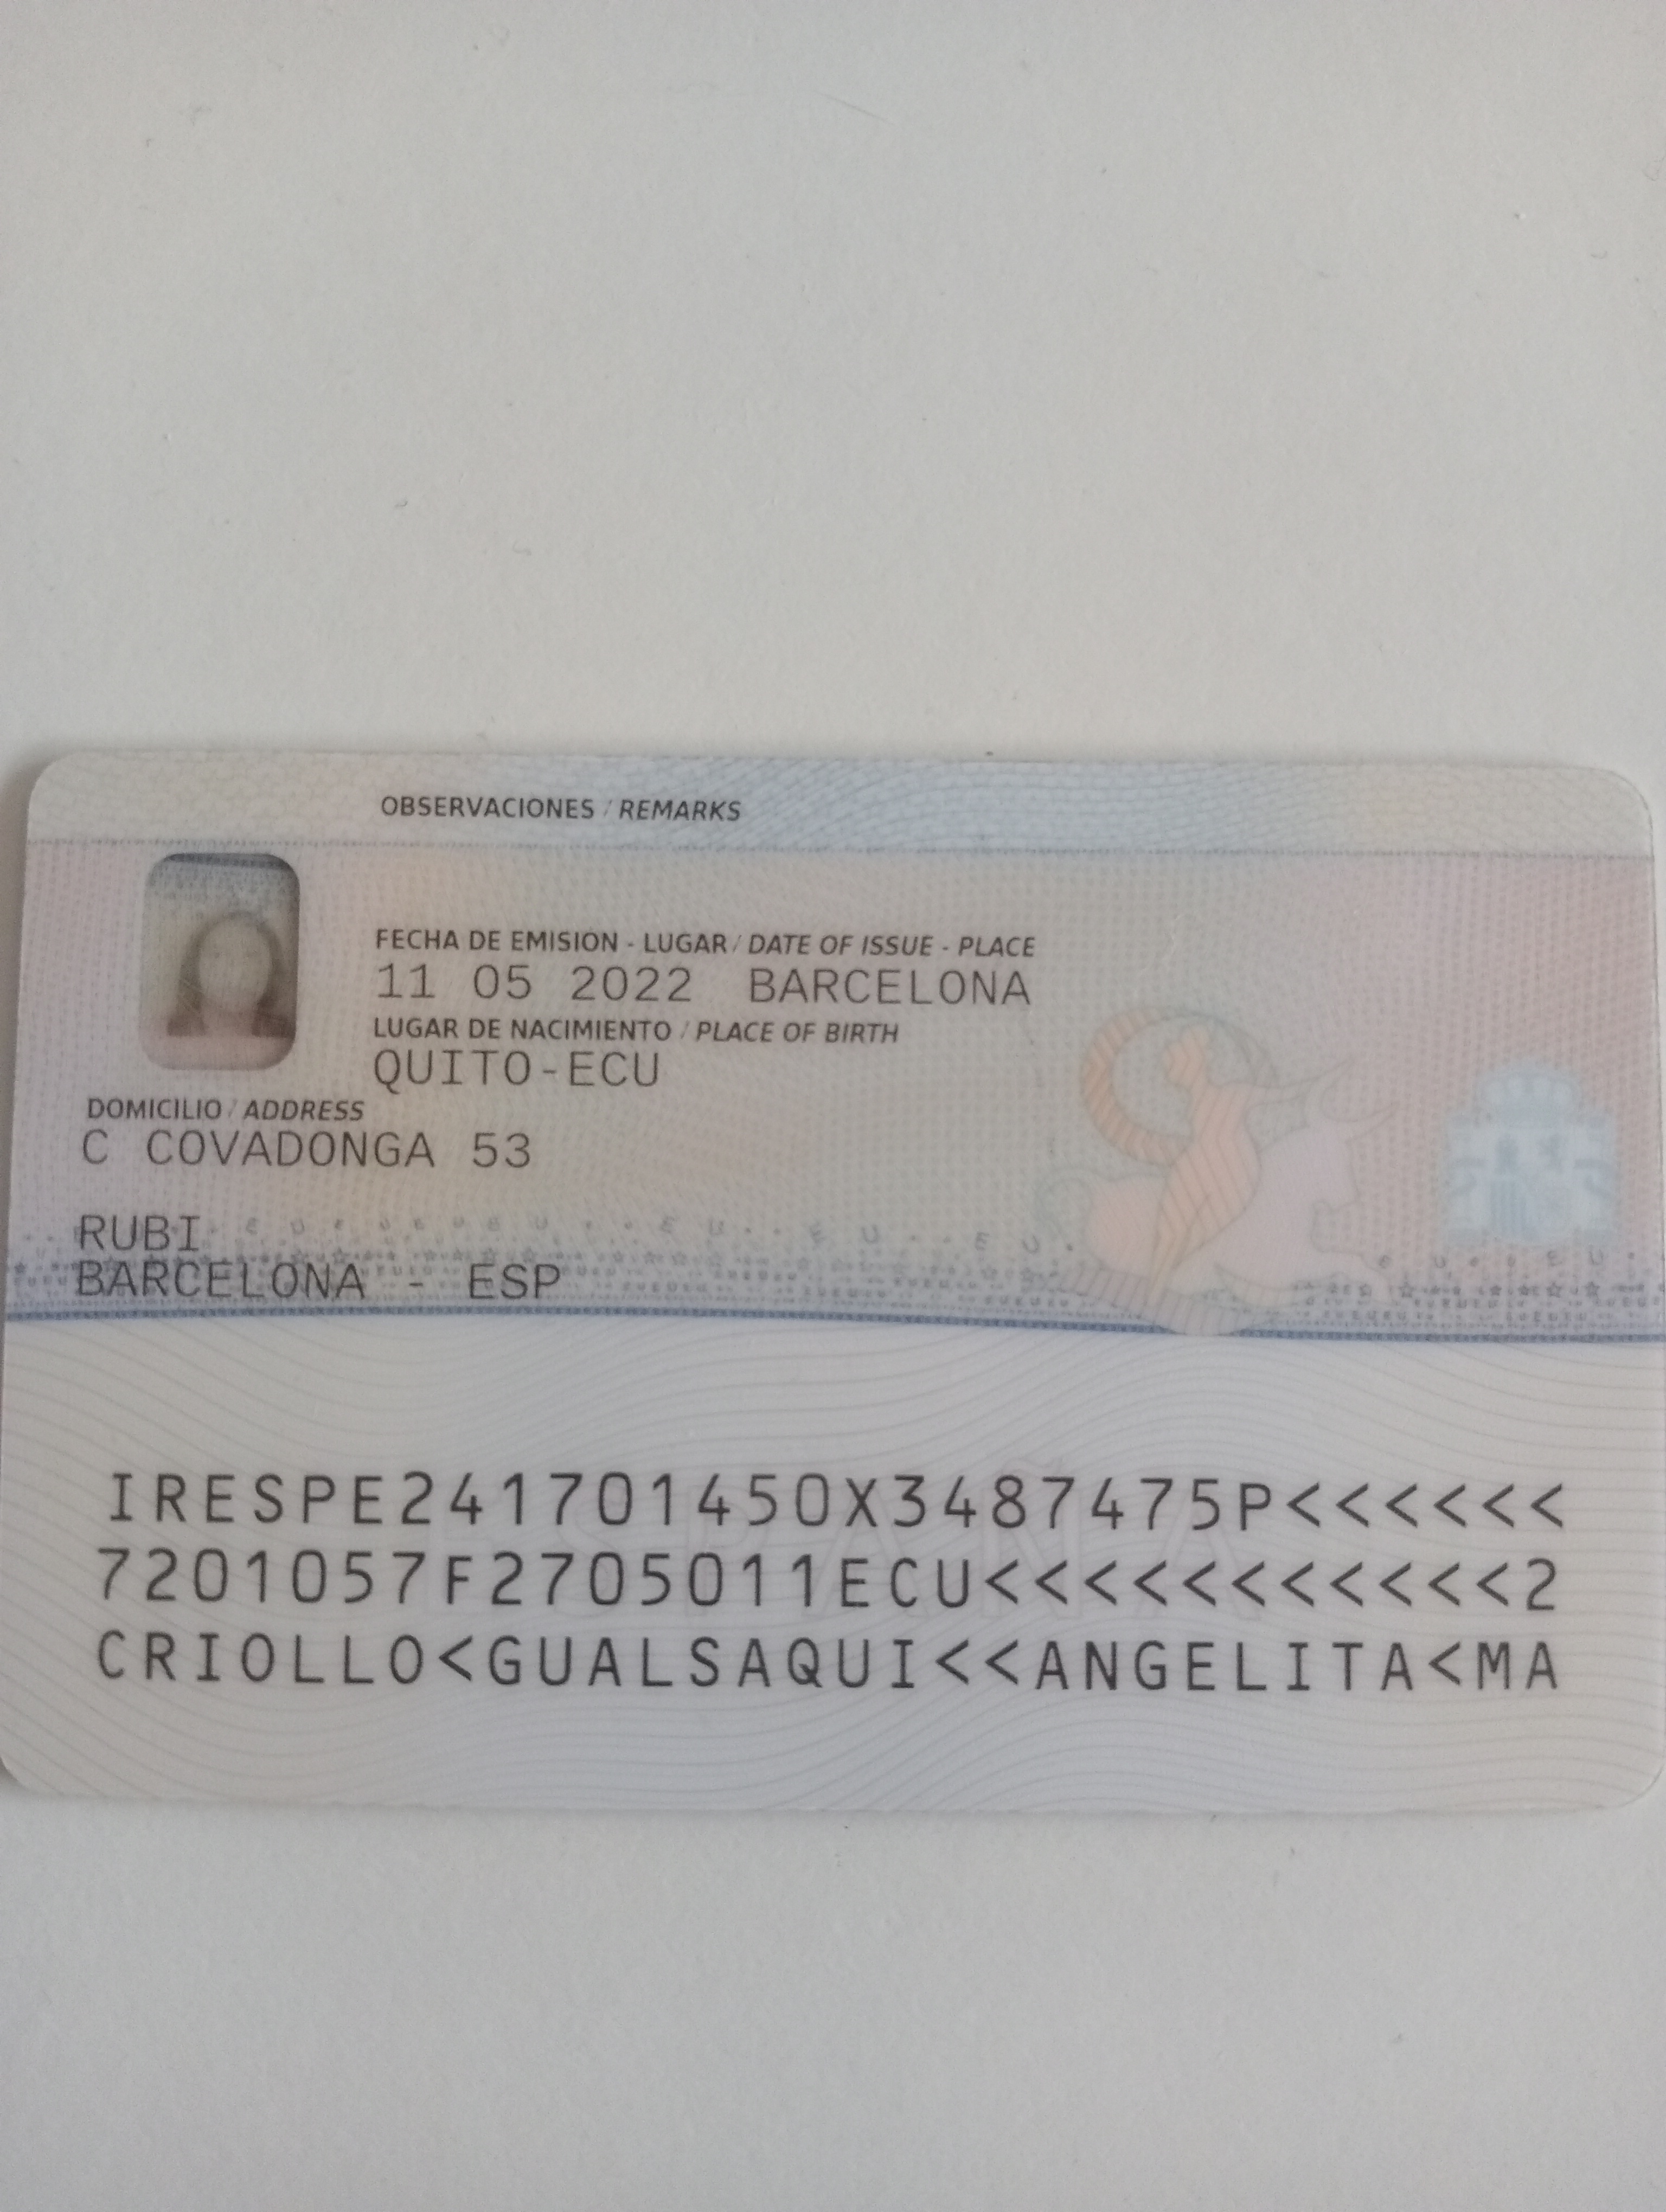 OBSERVACIONES / REMARKS
FECHA DE EMISION - LUGAR / DATE OF ISSUE - PLACE
11 05 2022 BARCELONA
LUGAR DE NACIMIENTO / PLACE OF BIRTH
QUITO-ECU
DOMICILIO / ADDRESS
C COVADONGA 53
RUBI
BARCELONA - ESP
IRESPE241701450X3487475P<<<<<<
7201057F2705011ECU<<<<<<<<<<<2
CRIOLLO<GUALSAQUI<<ANGELITA<MA